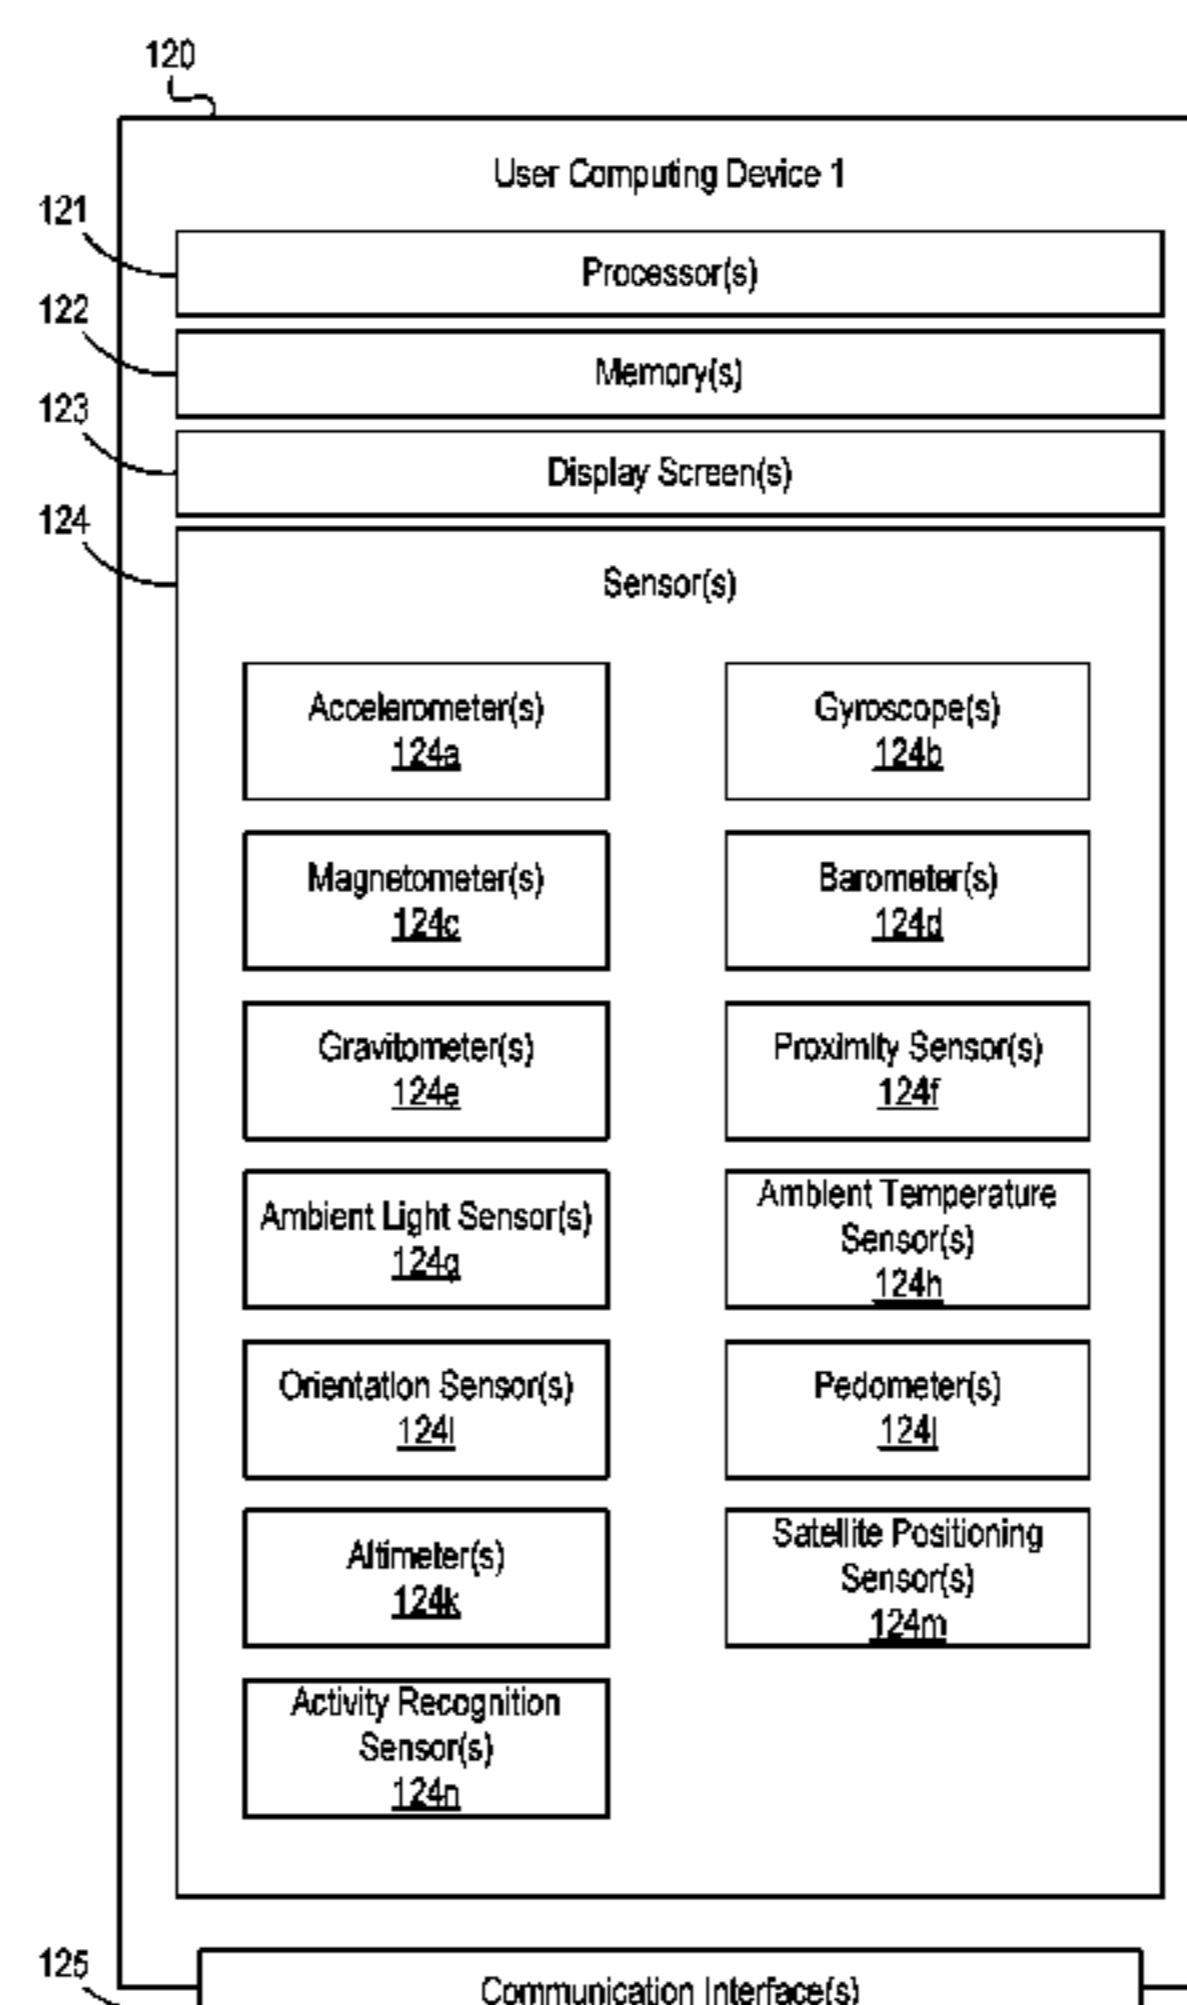 120
User Computing Device 1
121
Processor(s)
122
Memory(s)
123
Display Screen(s)
124
Sensor(s)
Accelerometer(s)
124a
Gyroscope(s)
124b
Magnetometer(s)
124c
Barometer(s)
124d
Gravitometer(s)
124e
Proximity Sensor(s)
124f
Ambient Light Sensor(s)
124g
Ambient Temperature
Sensor(s)
124h
Orientation Sensor(s)
124i
Pedometer(s)
124j
Altimeter(s)
124k
Satellite Positioning
Sensor(s)
124m
Activity Recognition
Sensor(s)
124n
125
Communication Interface(s)